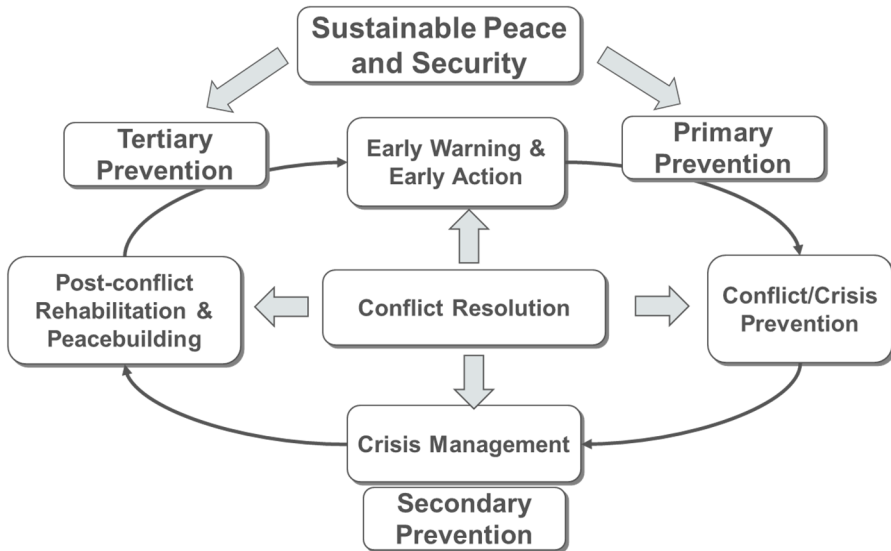 Sustainable Peace
and Security
Tertiary
Prevention
Early Warning &
Early Action
Primary
Prevention
Post-conflict
Rehabilitation &
Peacebuilding
Conflict Resolution
Conflict/Crisis
Prevention
Crisis Management
Secondary
Prevention